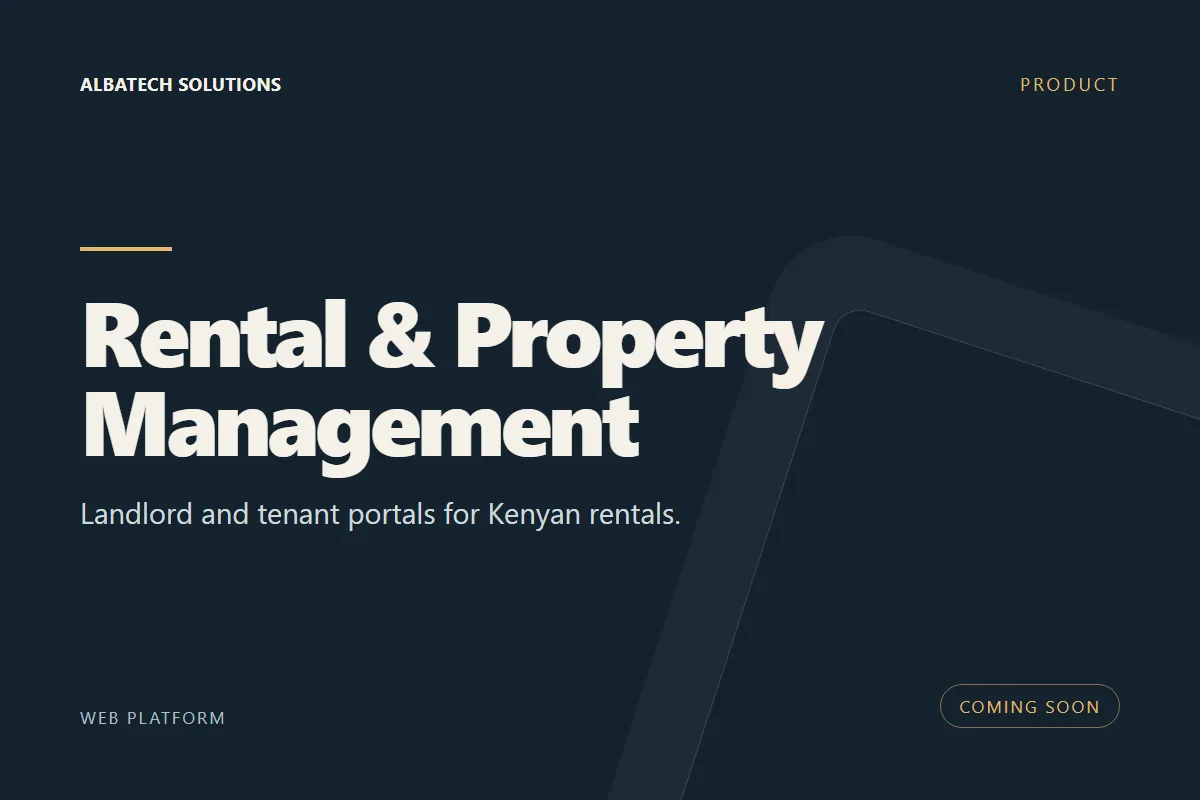 ALBATECH SOLUTIONS
PRODUCT
Rental & Property
Management
Landlord and tenant portals for Kenyan rentals.
WEB PLATFORM
COMING SOON